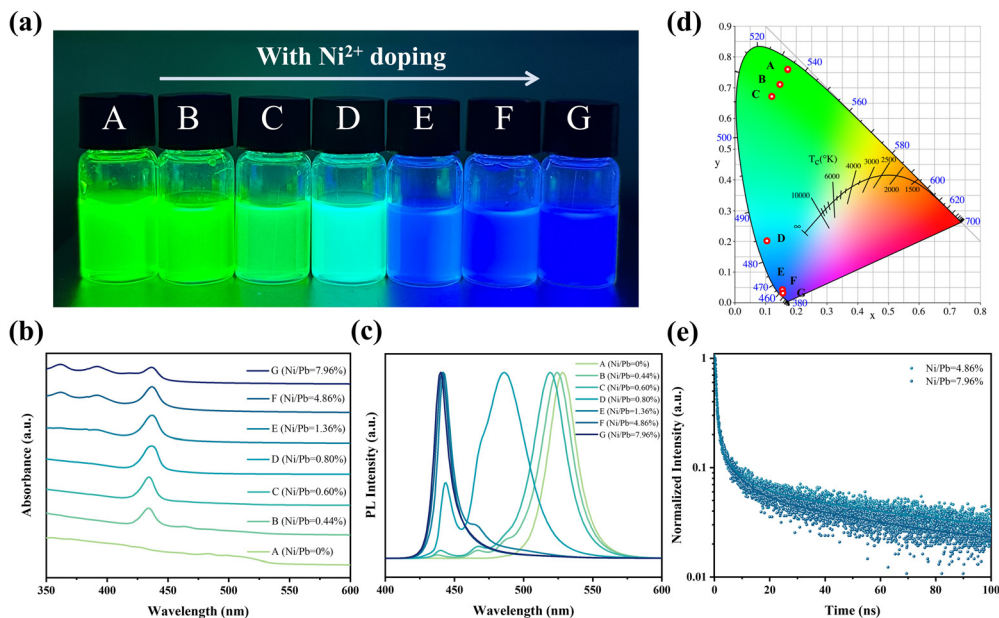 (a)
With Ni²⁺ doping
A B C D E F G
(d)
0.9
0.8
0.7
0.6
0.5
y
0.4
0.3
0.2
0.1
0.0
0.0 0.1 0.2 0.3 0.4 0.5 0.6 0.7 0.8
x
520
540
560
580
600
620
700
500
490
480
470
460
380
A
B
C
D
E
F
G
Tc(°K)
10000
6000
4000
3000
2500
2000
1500
∞
(b)
Absorbance (a.u.)
G (Ni/Pb=7.96%)
F (Ni/Pb=4.86%)
E (Ni/Pb=1.36%)
D (Ni/Pb=0.80%)
C (Ni/Pb=0.60%)
B (Ni/Pb=0.44%)
A (Ni/Pb=0%)
350 400 450 500 550 600
Wavelength (nm)
(c)
PL Intensity (a.u.)
A (Ni/Pb=0%)
B (Ni/Pb=0.44%)
C (Ni/Pb=0.60%)
D (Ni/Pb=0.80%)
E (Ni/Pb=1.36%)
F (Ni/Pb=4.86%)
G (Ni/Pb=7.96%)
400 450 500 550 600
Wavelength (nm)
(e)
Normalized Intensity (a.u.)
1.0
0.1
0.01
Ni/Pb=4.86%
Ni/Pb=7.96%
0 20 40 60 80 100
Time (ns)